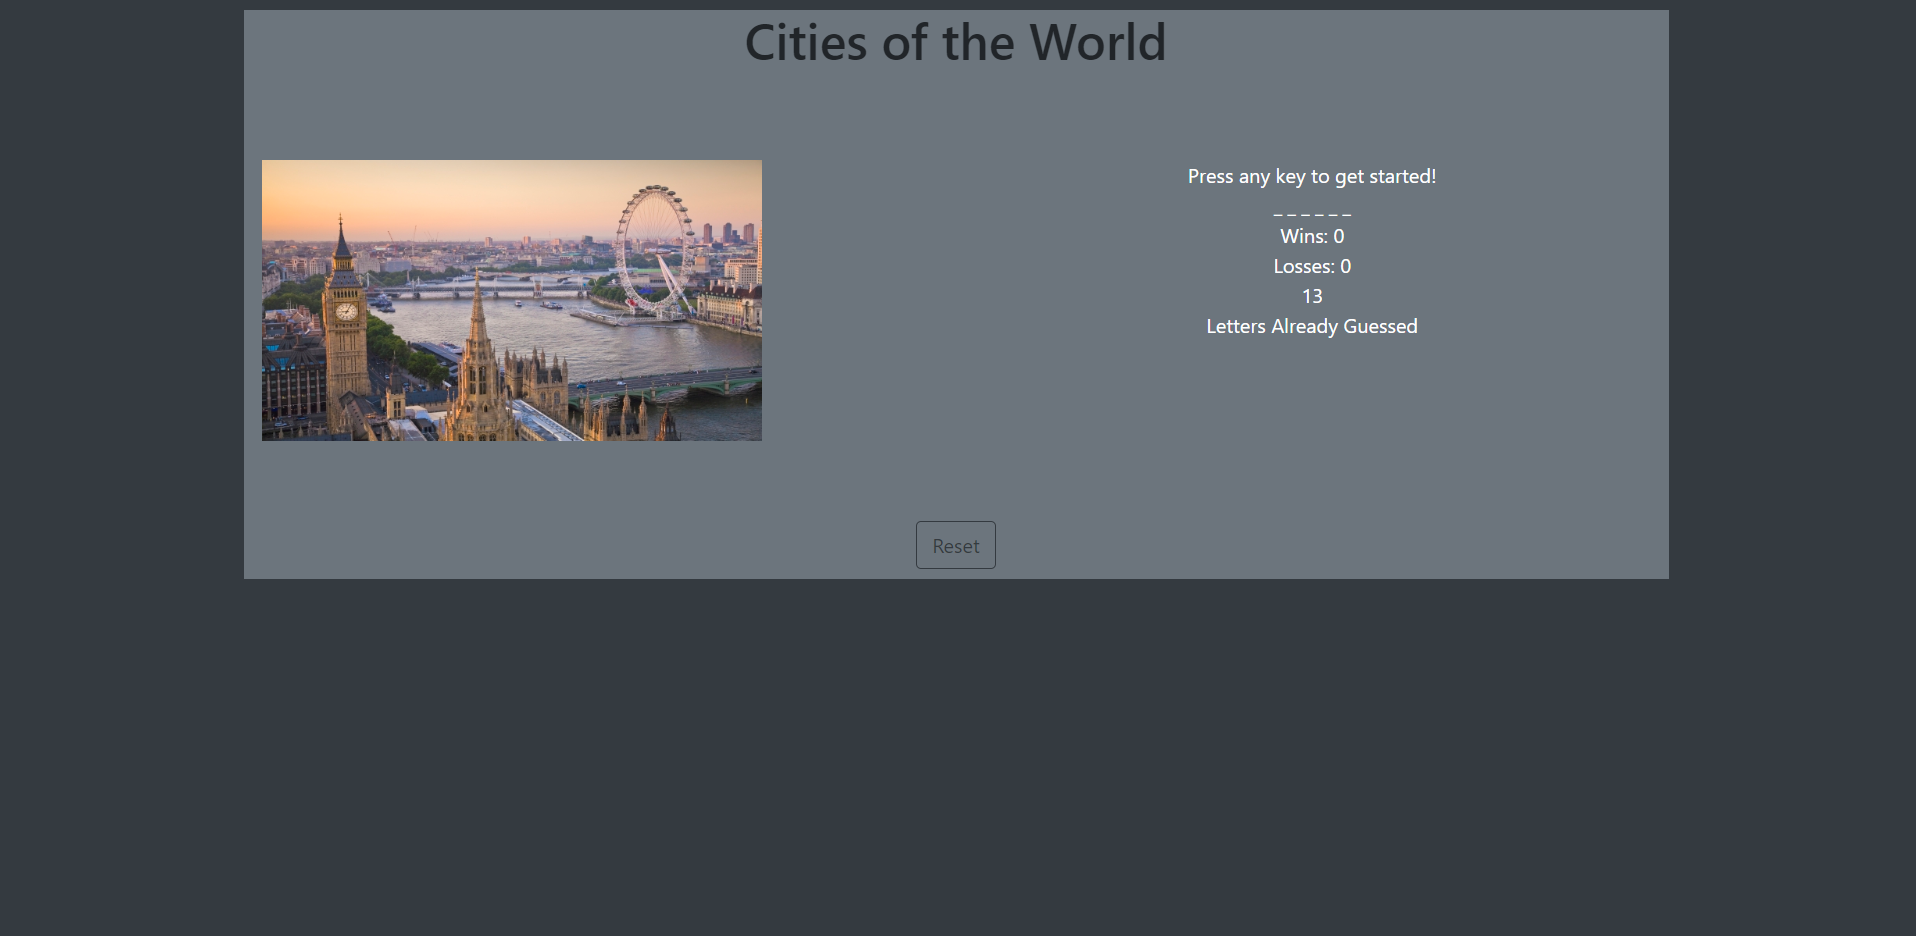 Cities of the World
Press any key to get started!
_ _ _ _ _ _
Wins: 0
Losses: 0
13
Letters Already Guessed
Reset